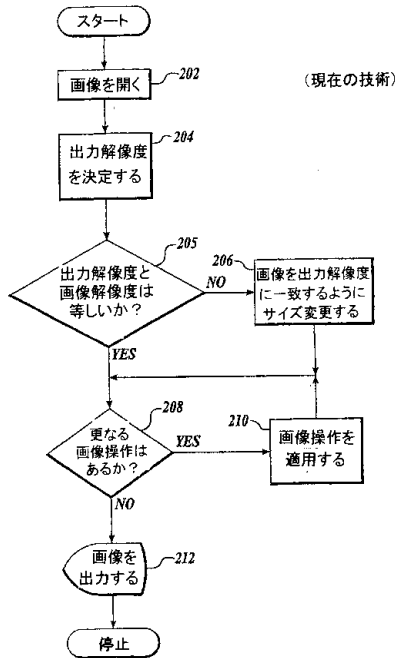 スタート
202
画像を開く
(現在の技術)
204
出力解像度
を決定する
205
出力解像度と
画像解像度は
等しいか?
NO
206
画像を出力解像度
に一致するように
サイズ変更する
YES
208
更なる
画像操作は
あるか?
YES
210
画像操作を
適用する
NO
画像を
出力する
212
停止